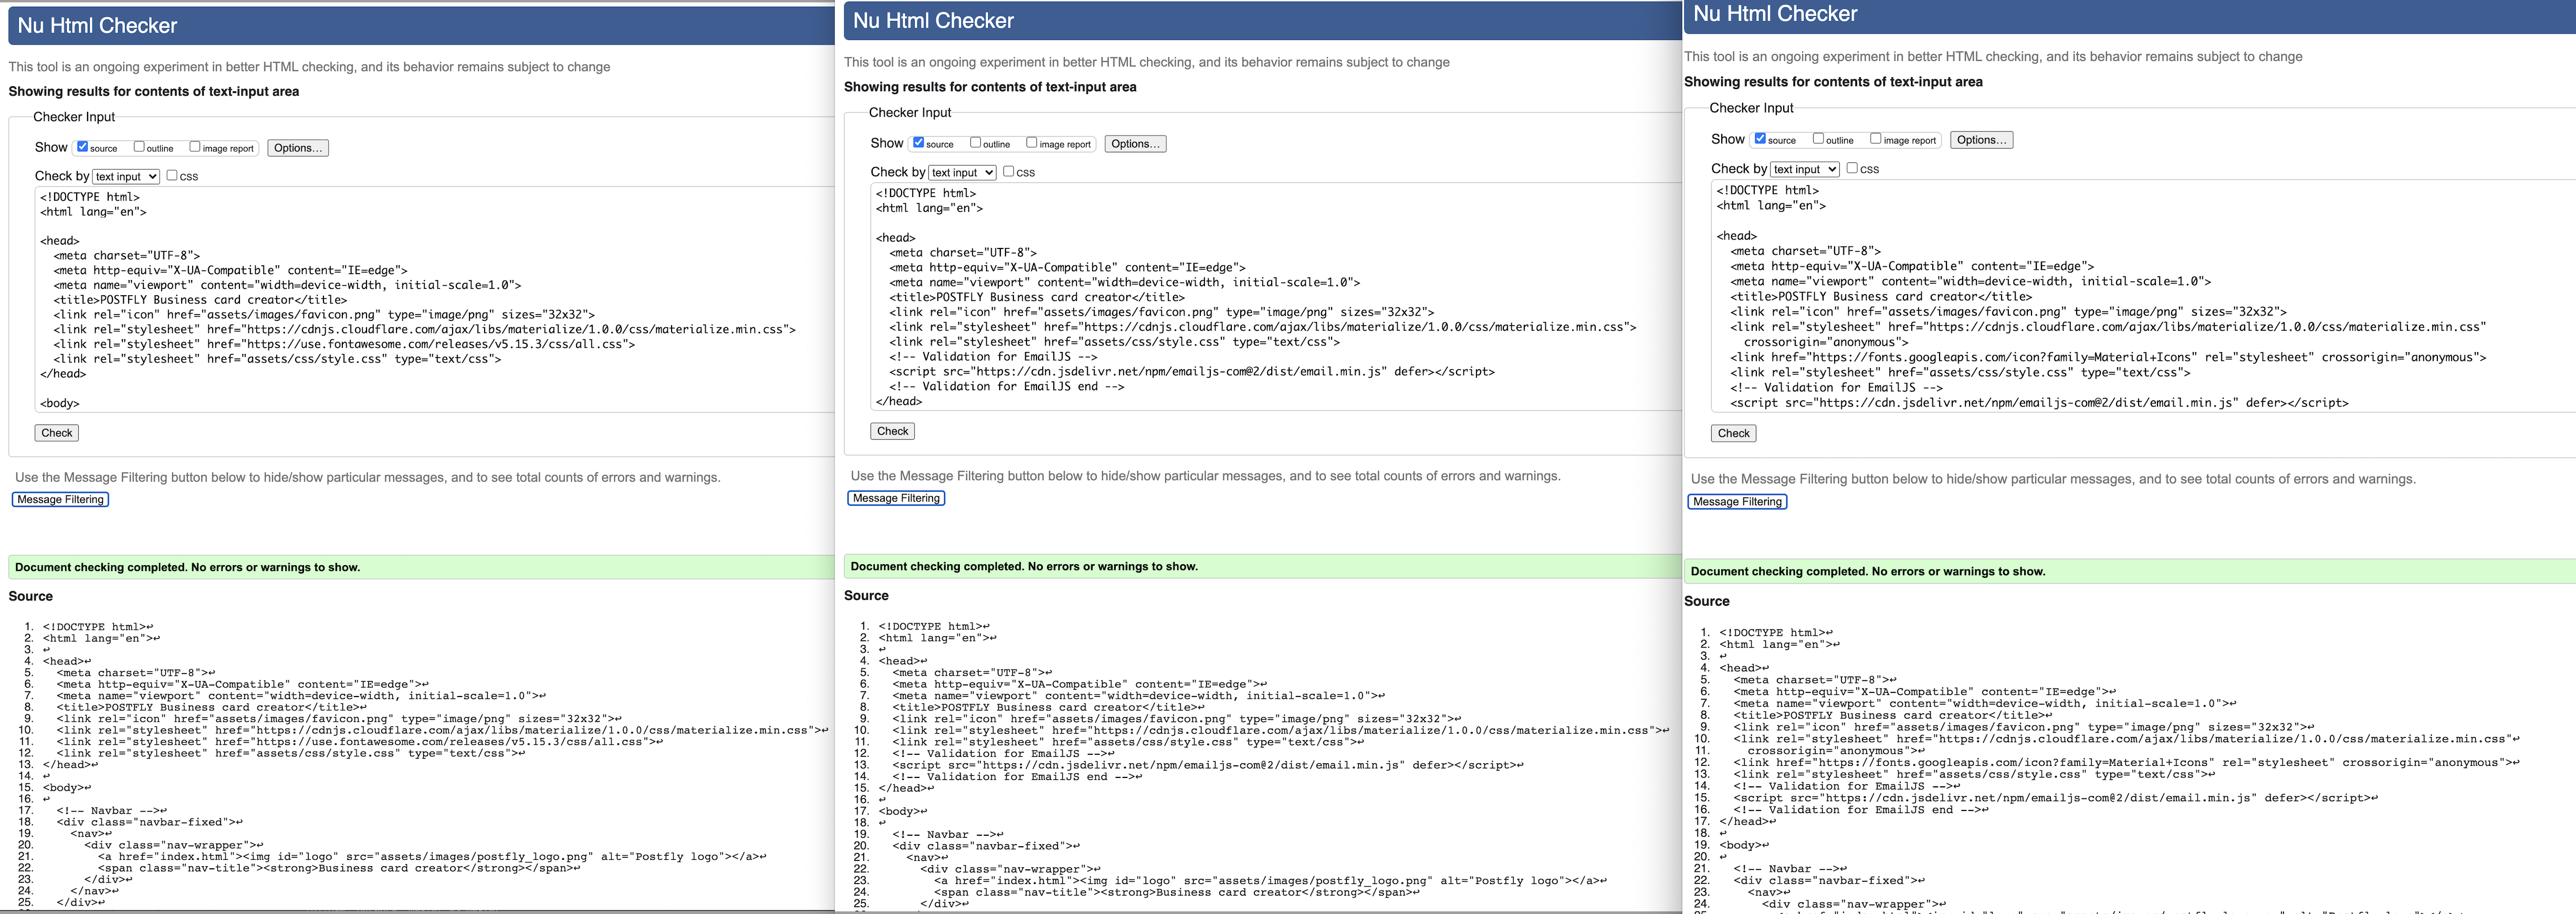 Nu Html Checker
This tool is an ongoing experiment in better HTML checking, and its behavior remains subject to change
Showing results for contents of text-input area
Checker Input
Show source outline image report Options...
Check by text input css
<!DOCTYPE html>
<html lang="en">
<head>
<meta charset="UTF-8">
<meta http-equiv="X-UA-Compatible" content="IE=edge">
<meta name="viewport" content="width=device-width, initial-scale=1.0">
<title>POSTFLY Business card creator</title>
<link rel="icon" href="assets/images/favicon.png" type="image/png" sizes="32x32">
<link rel="stylesheet" href="https://cdnjs.cloudflare.com/ajax/libs/materialize/1.0.0/css/materialize.min.css">
<link rel="stylesheet" href="https://use.fontawesome.com/releases/v5.15.3/css/all.css">
<link rel="stylesheet" href="assets/css/style.css" type="text/css">
</head>
<body>
Check
Use the Message Filtering button below to hide/show particular messages, and to see total counts of errors and warnings.
Message Filtering
Document checking completed. No errors or warnings to show.
Source
1. <!DOCTYPE html>↩
2. <html lang="en">↩
3. ↩
4. <head>↩
5. <meta charset="UTF-8">↩
6. <meta http-equiv="X-UA-Compatible" content="IE=edge">↩
7. <meta name="viewport" content="width=device-width, initial-scale=1.0">↩
8. <title>POSTFLY Business card creator</title>↩
9. <link rel="icon" href="assets/images/favicon.png" type="image/png" sizes="32x32">↩
10. <link rel="stylesheet" href="https://cdnjs.cloudflare.com/ajax/libs/materialize/1.0.0/css/materialize.min.css">↩
11. <link rel="stylesheet" href="https://use.fontawesome.com/releases/v5.15.3/css/all.css">↩
12. <link rel="stylesheet" href="assets/css/style.css" type="text/css">↩
13. </head>↩
14. ↩
15. <body>↩
16. ↩
17. <!-- Navbar -->↩
18. <div class="navbar-fixed">↩
19. <nav>↩
20. <div class="nav-wrapper">↩
21. <a href="index.html"><img id="logo" src="assets/images/postfly_logo.png" alt="Postfly logo"></a>↩
22. <span class="nav-title"><strong>Business card creator</strong></span>↩
23. </div>↩
24. </nav>↩
25. </div>↩
Nu Html Checker
This tool is an ongoing experiment in better HTML checking, and its behavior remains subject to change
Showing results for contents of text-input area
Checker Input
Show source outline image report Options...
Check by text input css
<!DOCTYPE html>
<html lang="en">
<head>
<meta charset="UTF-8">
<meta http-equiv="X-UA-Compatible" content="IE=edge">
<meta name="viewport" content="width=device-width, initial-scale=1.0">
<title>POSTFLY Business card creator</title>
<link rel="icon" href="assets/images/favicon.png" type="image/png" sizes="32x32">
<link rel="stylesheet" href="https://cdnjs.cloudflare.com/ajax/libs/materialize/1.0.0/css/materialize.min.css">
<link rel="stylesheet" href="assets/css/style.css" type="text/css">
<!-- Validation for EmailJS -->
<script src="https://cdn.jsdelivr.net/npm/emailjs-com@2/dist/email.min.js" defer></script>
<!-- Validation for EmailJS end -->
</head>
Check
Use the Message Filtering button below to hide/show particular messages, and to see total counts of errors and warnings.
Message Filtering
Document checking completed. No errors or warnings to show.
Source
1. <!DOCTYPE html>↩
2. <html lang="en">↩
3. ↩
4. <head>↩
5. <meta charset="UTF-8">↩
6. <meta http-equiv="X-UA-Compatible" content="IE=edge">↩
7. <meta name="viewport" content="width=device-width, initial-scale=1.0">↩
8. <title>POSTFLY Business card creator</title>↩
9. <link rel="icon" href="assets/images/favicon.png" type="image/png" sizes="32x32">↩
10. <link rel="stylesheet" href="https://cdnjs.cloudflare.com/ajax/libs/materialize/1.0.0/css/materialize.min.css">↩
11. <link rel="stylesheet" href="assets/css/style.css" type="text/css">↩
12. <!-- Validation for EmailJS -->↩
13. <script src="https://cdn.jsdelivr.net/npm/emailjs-com@2/dist/email.min.js" defer></script>↩
14. <!-- Validation for EmailJS end -->↩
15. </head>↩
16. ↩
17. <body>↩
18. ↩
19. <!-- Navbar -->↩
20. <div class="navbar-fixed">↩
21. <nav>↩
22. <div class="nav-wrapper">↩
23. <a href="index.html"><img id="logo" src="assets/images/postfly_logo.png" alt="Postfly logo"></a>↩
24. <span class="nav-title"><strong>Business card creator</strong></span>↩
25. </div>↩
Nu Html Checker
This tool is an ongoing experiment in better HTML checking, and its behavior remains subject to change
Showing results for contents of text-input area
Checker Input
Show source outline image report Options...
Check by text input css
<!DOCTYPE html>
<html lang="en">
<head>
<meta charset="UTF-8">
<meta http-equiv="X-UA-Compatible" content="IE=edge">
<meta name="viewport" content="width=device-width, initial-scale=1.0">
<title>POSTFLY Business card creator</title>
<link rel="icon" href="assets/images/favicon.png" type="image/png" sizes="32x32">
<link rel="stylesheet" href="https://cdnjs.cloudflare.com/ajax/libs/materialize/1.0.0/css/materialize.min.css"
crossorigin="anonymous">
<link href="https://fonts.googleapis.com/icon?family=Material+Icons" rel="stylesheet" crossorigin="anonymous">
<link rel="stylesheet" href="assets/css/style.css" type="text/css">
<!-- Validation for EmailJS -->
<script src="https://cdn.jsdelivr.net/npm/emailjs-com@2/dist/email.min.js" defer></script>
Check
Use the Message Filtering button below to hide/show particular messages, and to see total counts of errors and warnings.
Message Filtering
Document checking completed. No errors or warnings to show.
Source
1. <!DOCTYPE html>↩
2. <html lang="en">↩
3. ↩
4. <head>↩
5. <meta charset="UTF-8">↩
6. <meta http-equiv="X-UA-Compatible" content="IE=edge">↩
7. <meta name="viewport" content="width=device-width, initial-scale=1.0">↩
8. <title>POSTFLY Business card creator</title>↩
9. <link rel="icon" href="assets/images/favicon.png" type="image/png" sizes="32x32">↩
10. <link rel="stylesheet" href="https://cdnjs.cloudflare.com/ajax/libs/materialize/1.0.0/css/materialize.min.css"↩
11. crossorigin="anonymous">↩
12. <link href="https://fonts.googleapis.com/icon?family=Material+Icons" rel="stylesheet" crossorigin="anonymous">↩
13. <link rel="stylesheet" href="assets/css/style.css" type="text/css">↩
14. <!-- Validation for EmailJS -->↩
15. <script src="https://cdn.jsdelivr.net/npm/emailjs-com@2/dist/email.min.js" defer></script>↩
16. <!-- Validation for EmailJS end -->↩
17. </head>↩
18. ↩
19. <body>↩
20. ↩
21. <!-- Navbar -->↩
22. <div class="navbar-fixed">↩
23. <nav>↩
24. <div class="nav-wrapper">↩